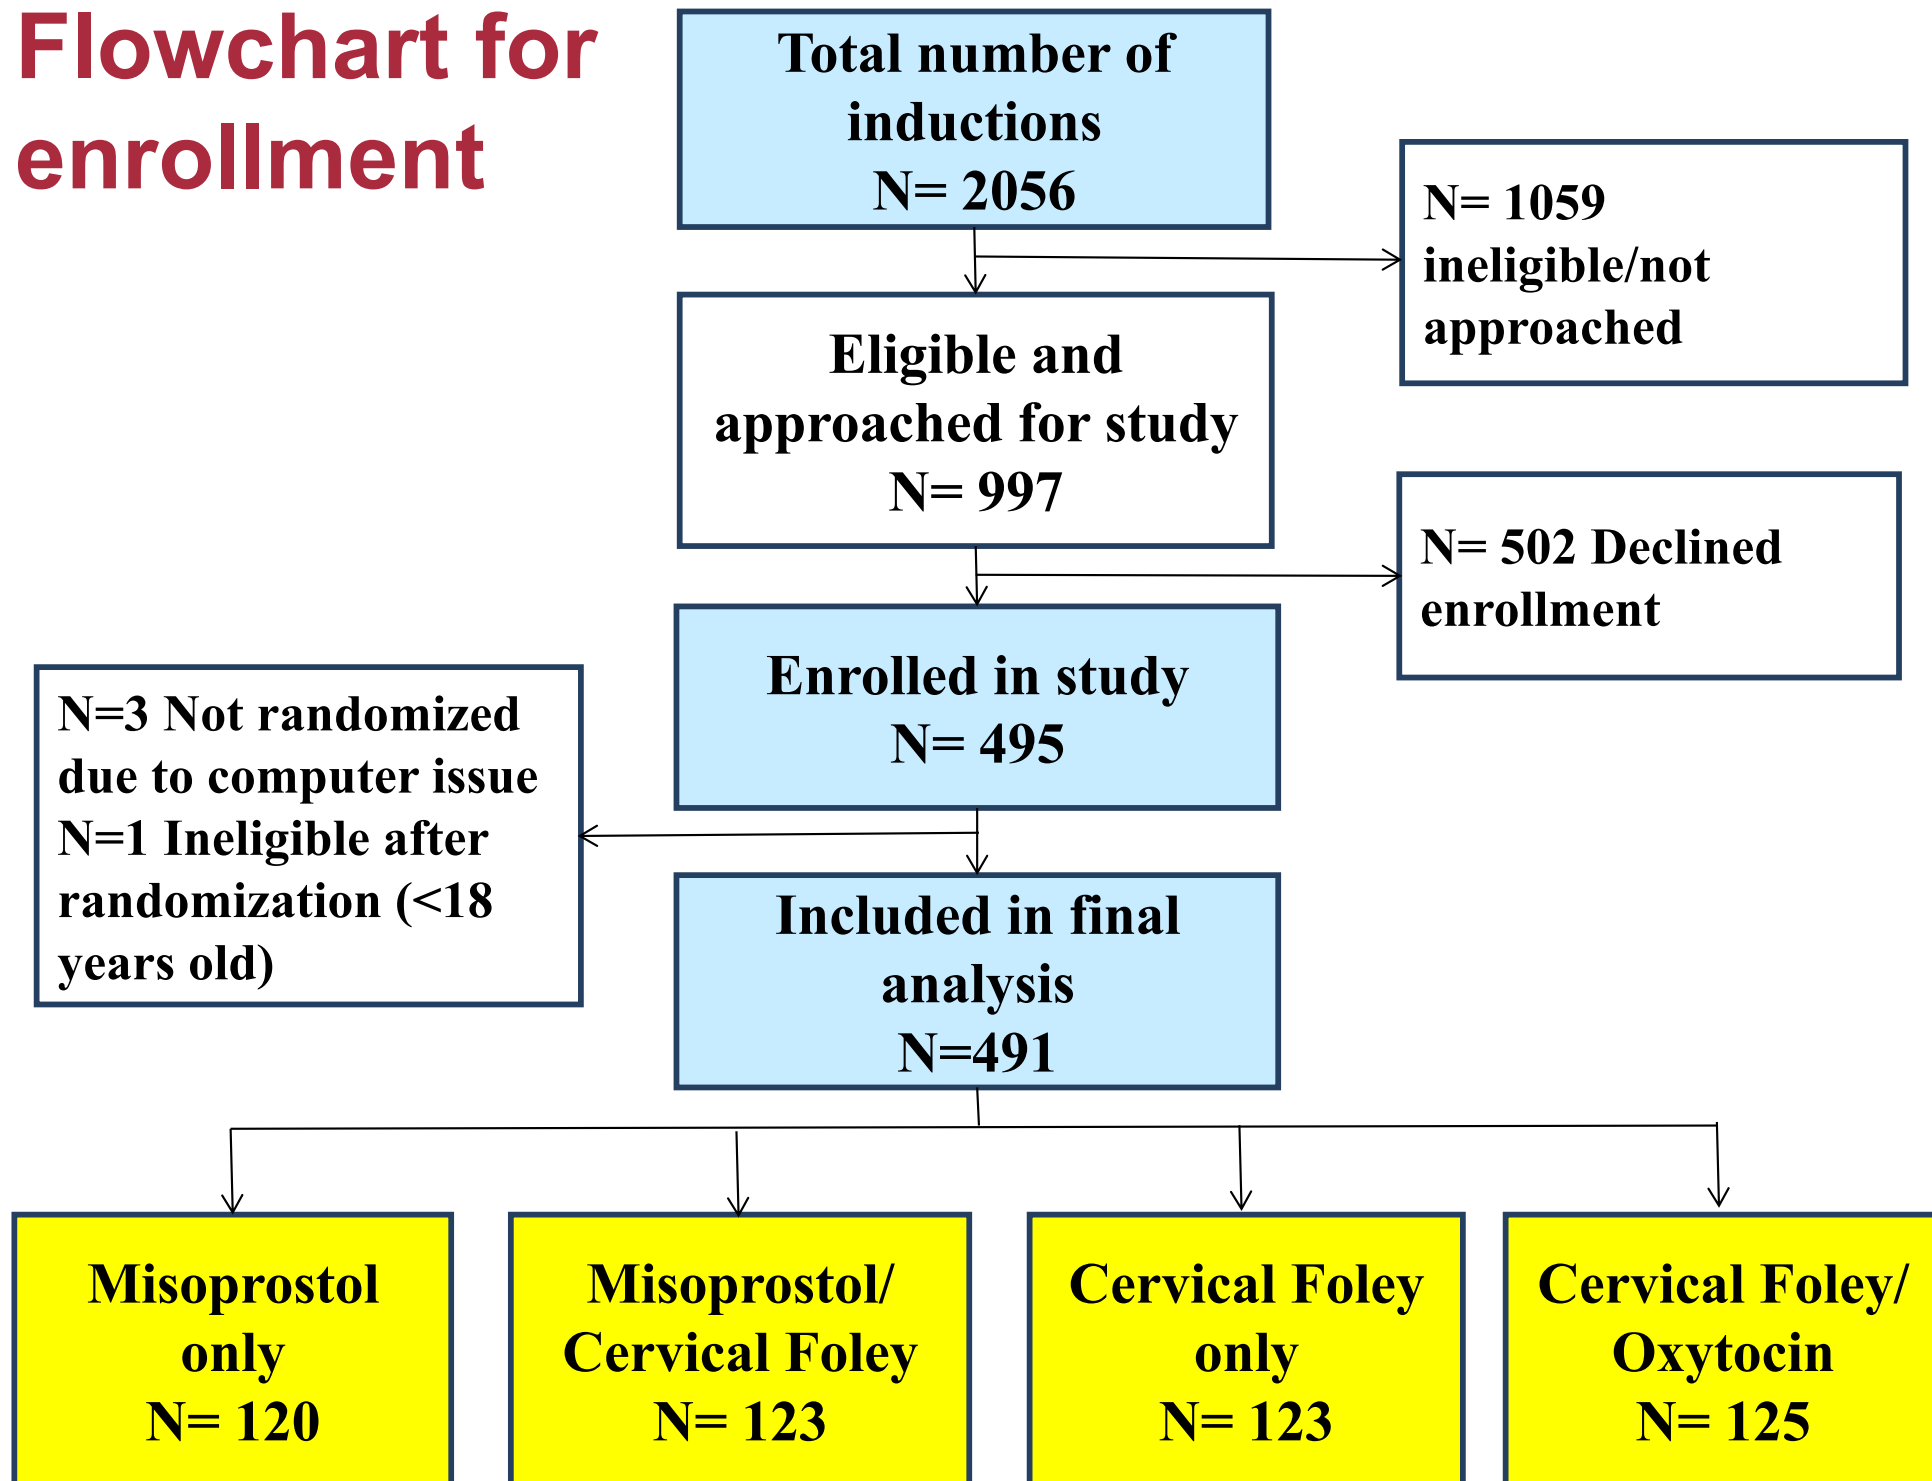 Flowchart for
enrollment
Total number of
inductions
N= 2056
N= 1059
ineligible/not
approached
Eligible and
approached for study
N= 997
N= 502 Declined
enrollment
Enrolled in study
N= 495
N=3 Not randomized
due to computer issue
N=1 Ineligible after
randomization (<18
years old)
Included in final
analysis
N=491
Misoprostol
only
N= 120
Misoprostol/
Cervical Foley
N= 123
Cervical Foley
only
N= 123
Cervical Foley/
Oxytocin
N= 125